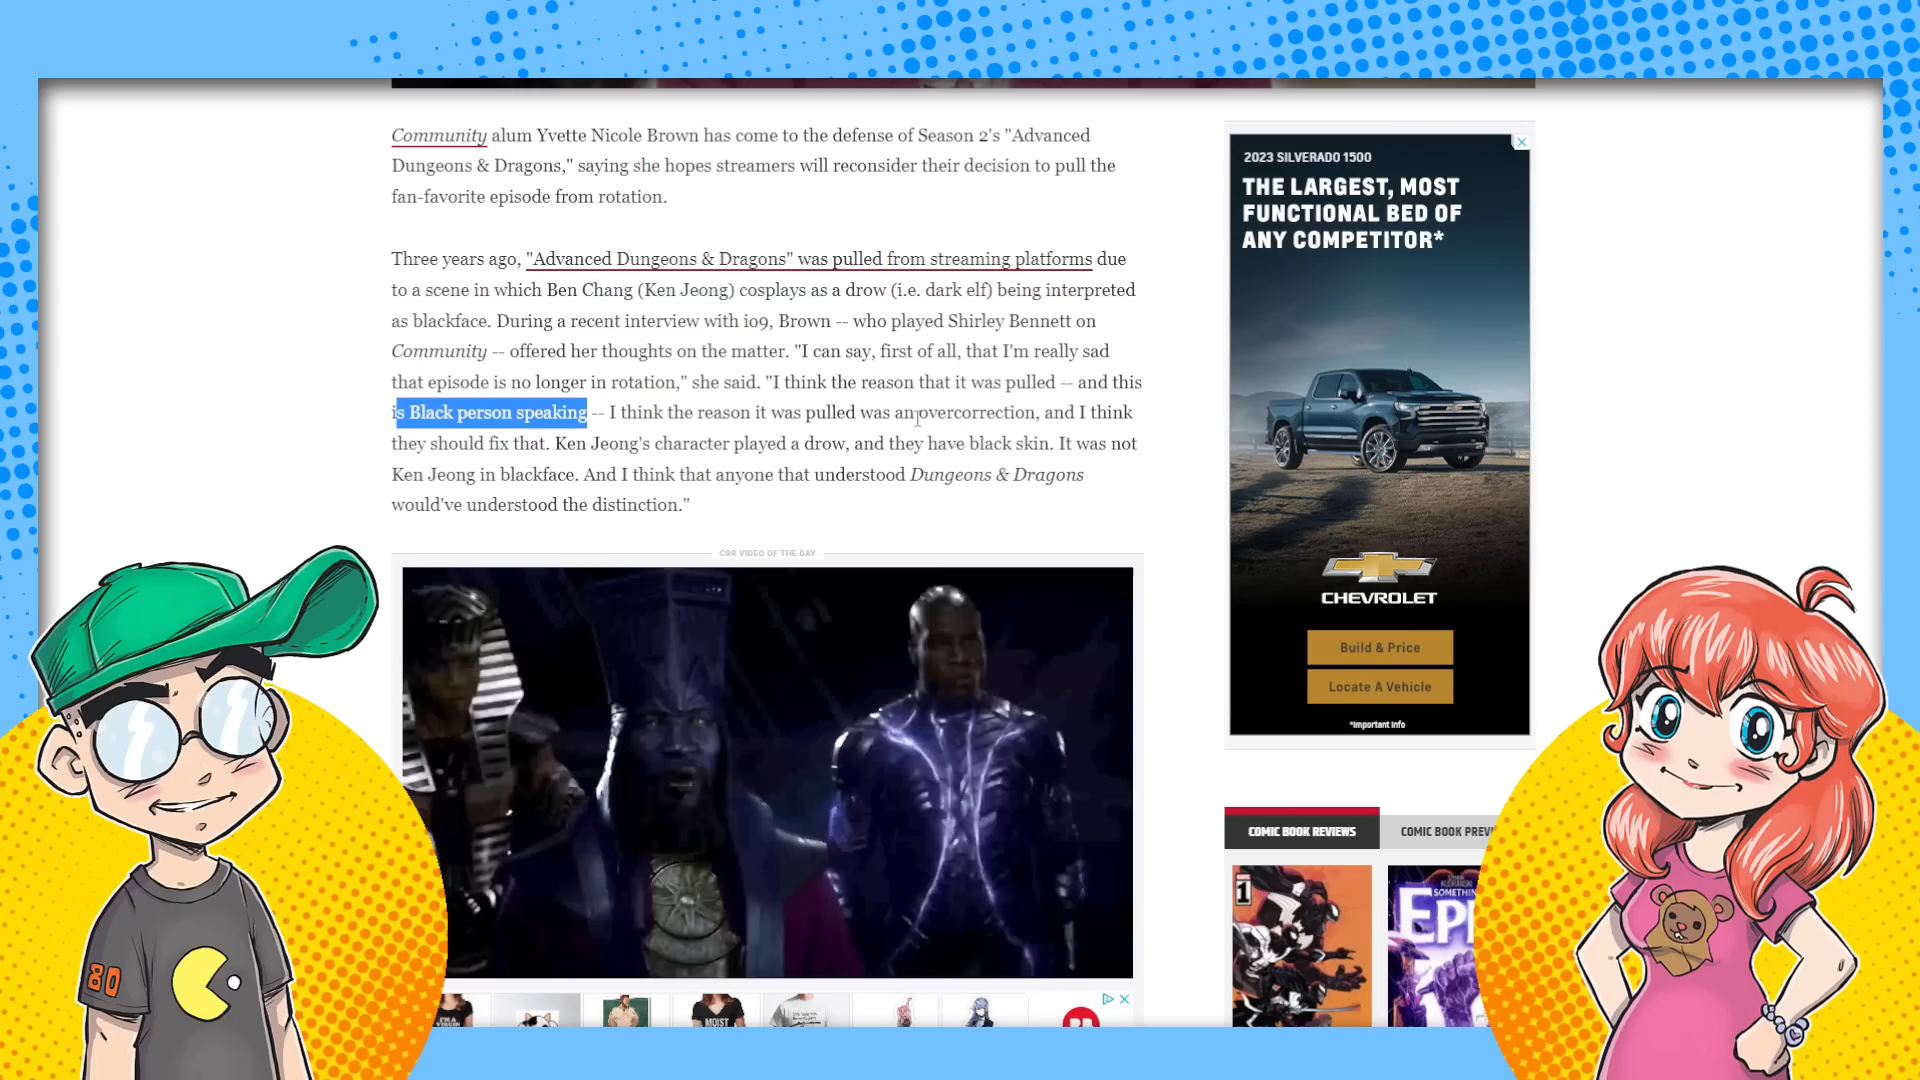 Community alum Yvette Nicole Brown has come to the defense of Season 2's "Advanced
Dungeons & Dragons," saying she hopes streamers will reconsider their decision to pull the
fan-favorite episode from rotation.
Three years ago, "Advanced Dungeons & Dragons" was pulled from streaming platforms due
to a scene in which Ben Chang (Ken Jeong) cosplays as a drow (i.e. dark elf) being interpreted
as blackface. During a recent interview with io9, Brown -- who played Shirley Bennett on
Community -- offered her thoughts on the matter. "I can say, first of all, that I'm really sad
that episode is no longer in rotation," she said. "I think the reason that it was pulled -- and this
is Black person speaking -- I think the reason it was pulled was an overcorrection, and I think
they should fix that. Ken Jeong's character played a drow, and they have black skin. It was not
Ken Jeong in blackface. And I think that anyone that understood Dungeons & Dragons
would've understood the distinction."
CBR VIDEO OF THE DAY
2023 SILVERADO 1500
THE LARGEST, MOST
FUNCTIONAL BED OF
ANY COMPETITOR*
CHEVROLET
Build & Price
Locate A Vehicle
*Important Info
COMIC BOOK REVIEWS
COMIC BOOK PREV
1
SOMETHIN
EPI
80
MOIST